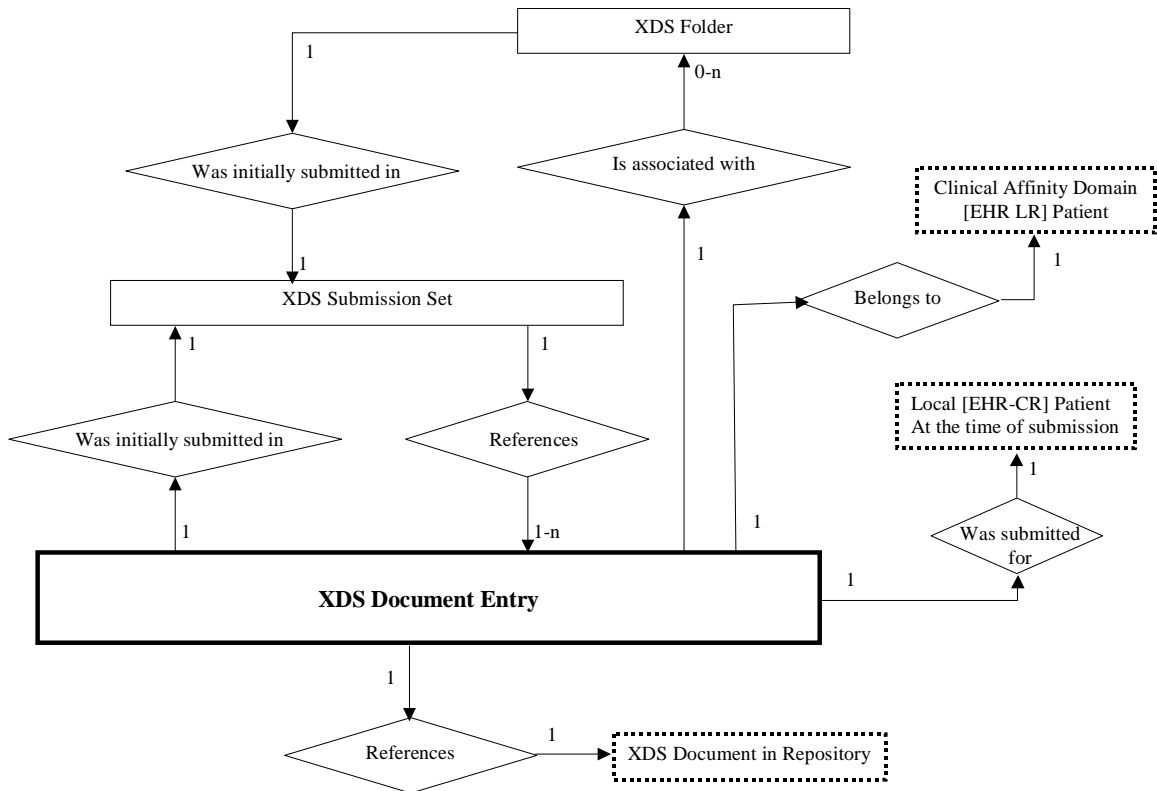 XDS Folder
1
0-n
Was initially submitted in
Is associated with
Clinical Affinity Domain
[EHR LR] Patient
1
1
1
XDS Submission Set
Belongs to
1
1
Local [EHR-CR] Patient
At the time of submission
Was initially submitted in
References
1
1
1-n
1
Was submitted
for
1
XDS Document Entry
1
References
1
XDS Document in Repository